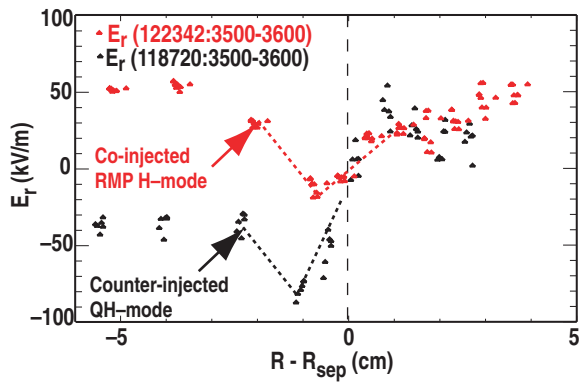 100
E_r (122342:3500-3600)
E_r (118720:3500-3600)
50
Co-injected
RMP H–mode
0
E_r (kV/m)
–50
Counter-injected
QH–mode
–100
–5
0
5
R - R_sep (cm)